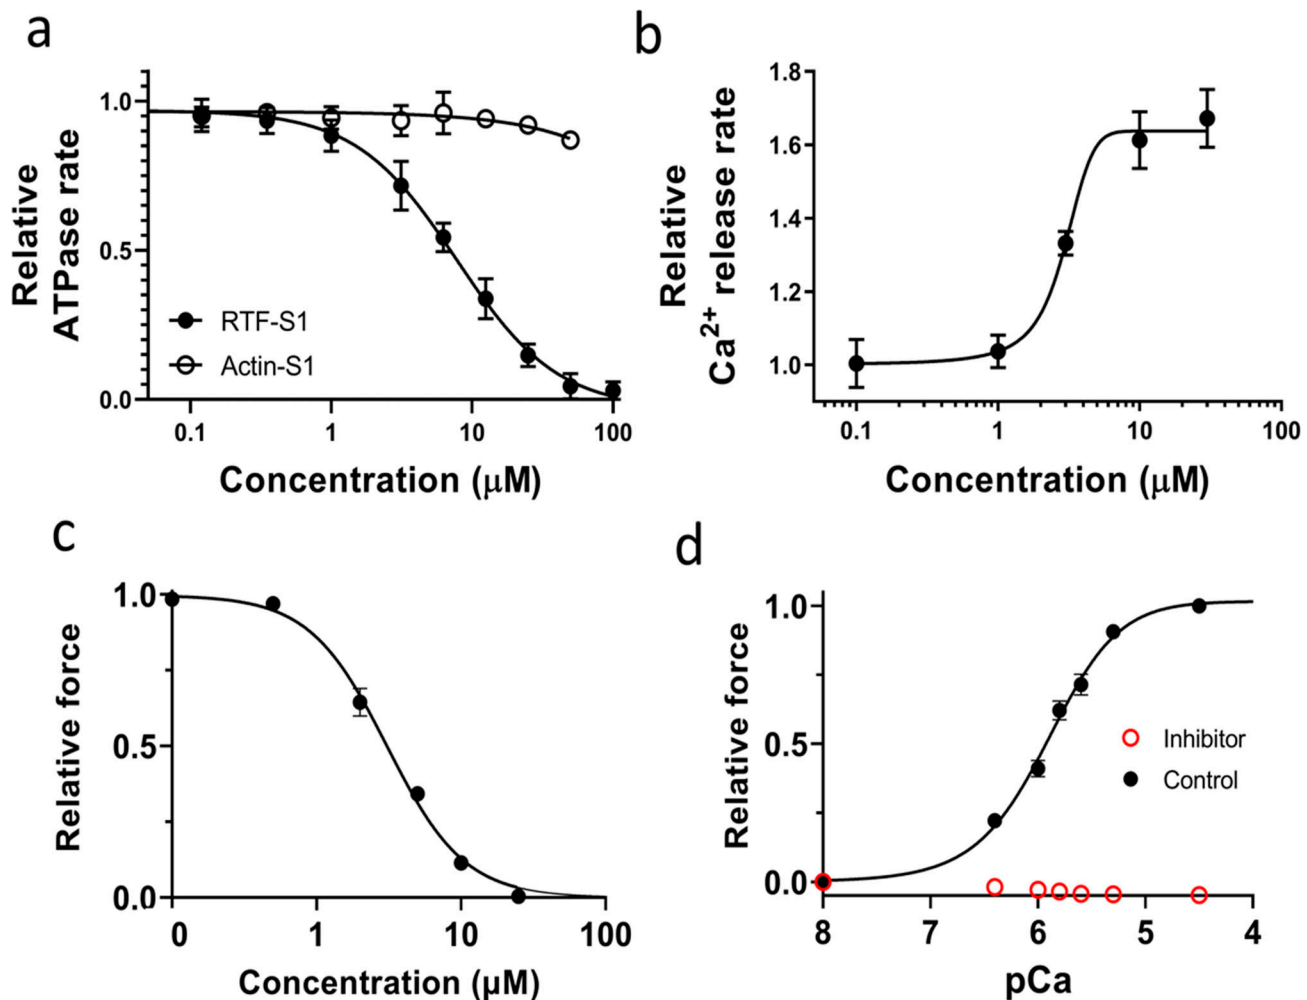 a
Relative
ATPase rate
1.0
0.5
0.0
RTF-S1
Actin-S1
0.1 1 10 100
Concentration (μM)
b
Relative
Ca²⁺ release rate
1.8
1.6
1.4
1.2
1.0
0.1 1 10 100
Concentration (μM)
c
Relative force
1.0
0.5
0.0
0 1 10 100
Concentration (μM)
d
Relative force
1.0
0.5
0.0
Inhibitor
Control
8 7 6 5 4
pCa